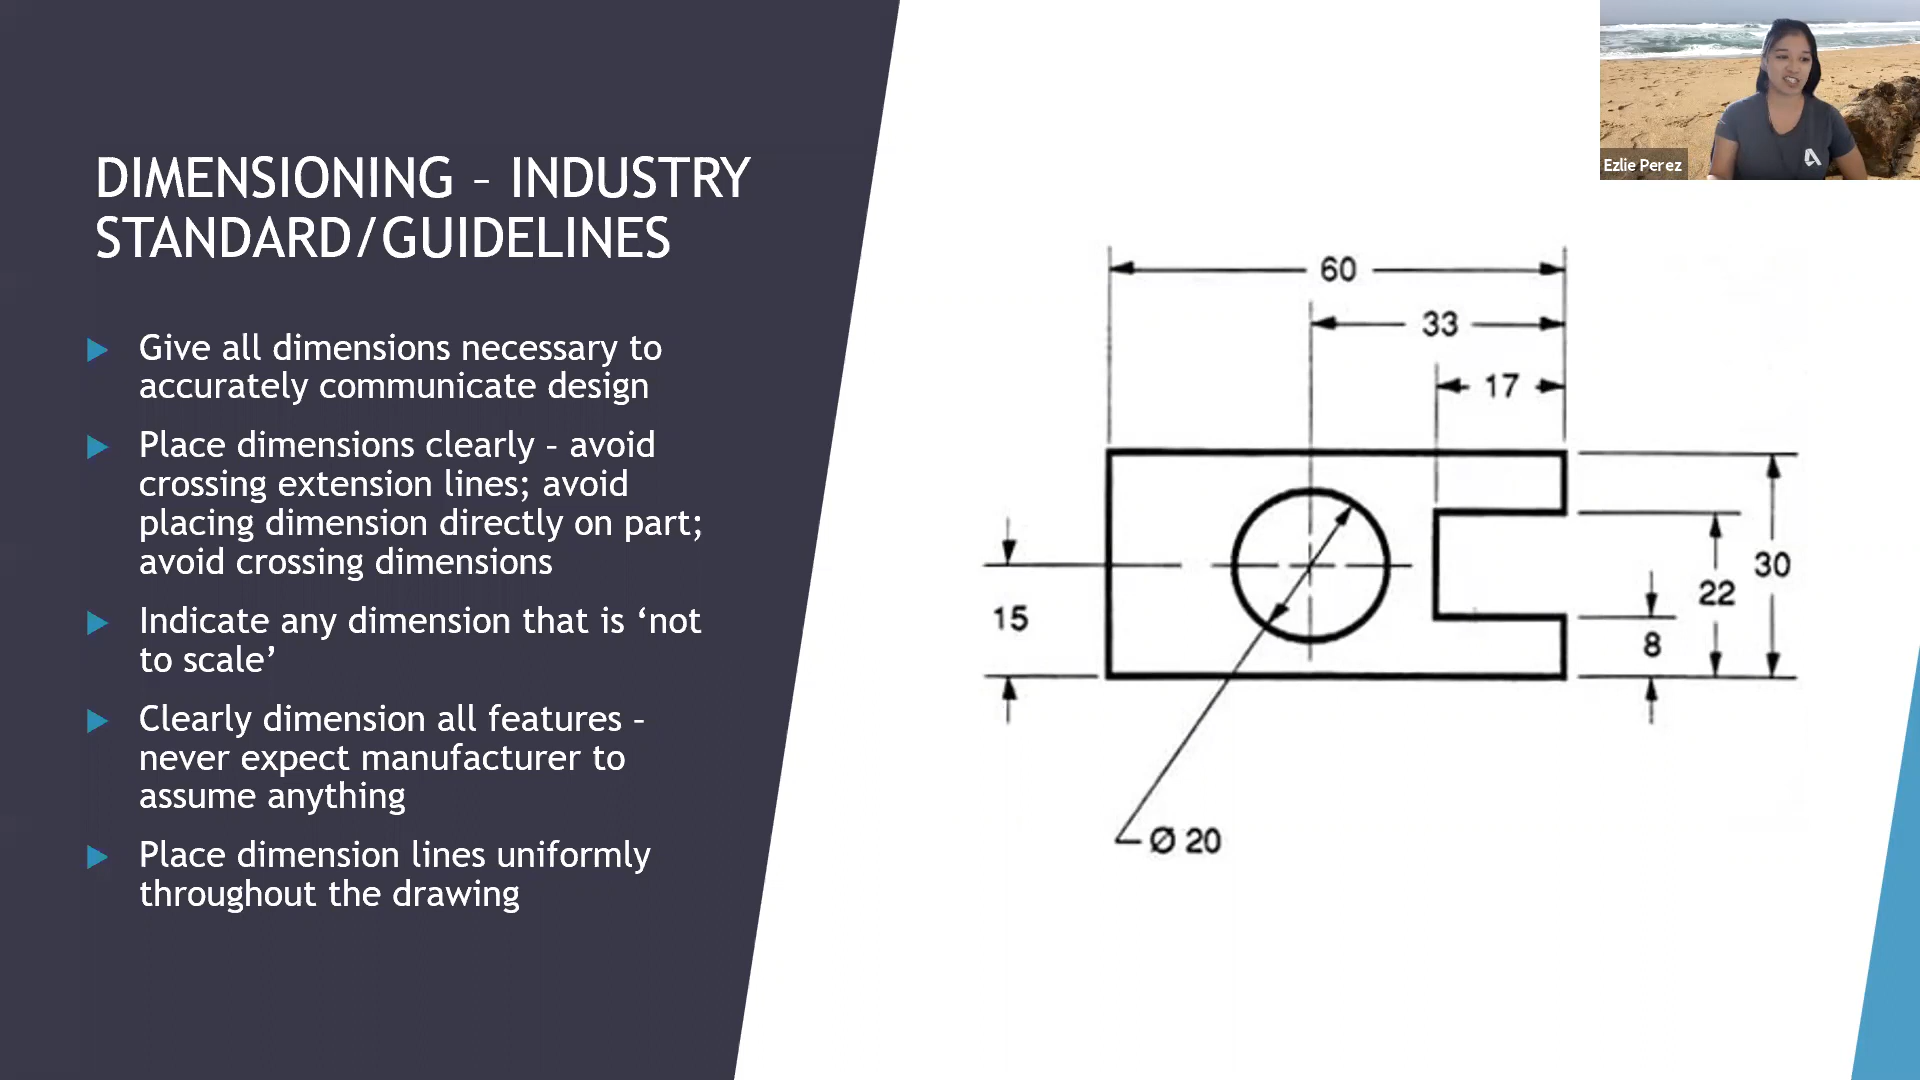 DIMENSIONING – INDUSTRY
STANDARD/GUIDELINES
Give all dimensions necessary to
accurately communicate design
Place dimensions clearly – avoid
crossing extension lines; avoid
placing dimension directly on part;
avoid crossing dimensions
Indicate any dimension that is ‘not
to scale’
Clearly dimension all features –
never expect manufacturer to
assume anything
Place dimension lines uniformly
throughout the drawing
Ezlie Perez
60
33
17
30
22
15
8
Ø 20